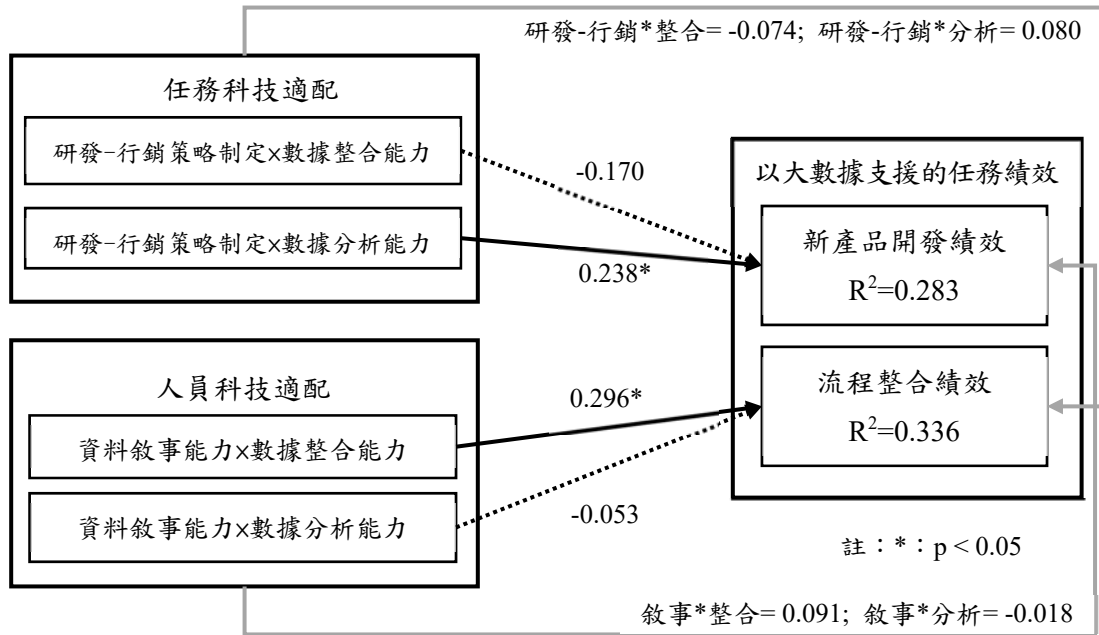 研發-行銷*整合= -0.074; 研發-行銷*分析= 0.080
任務科技適配
研發-行銷策略制定×數據整合能力
研發-行銷策略制定×數據分析能力
-0.170
0.238*
以大數據支援的任務績效
新產品開發績效
R²=0.283
流程整合績效
R²=0.336
人員科技適配
資料敘事能力×數據整合能力
資料敘事能力×數據分析能力
0.296*
-0.053
註：*：p < 0.05
敘事*整合= 0.091; 敘事*分析= -0.018